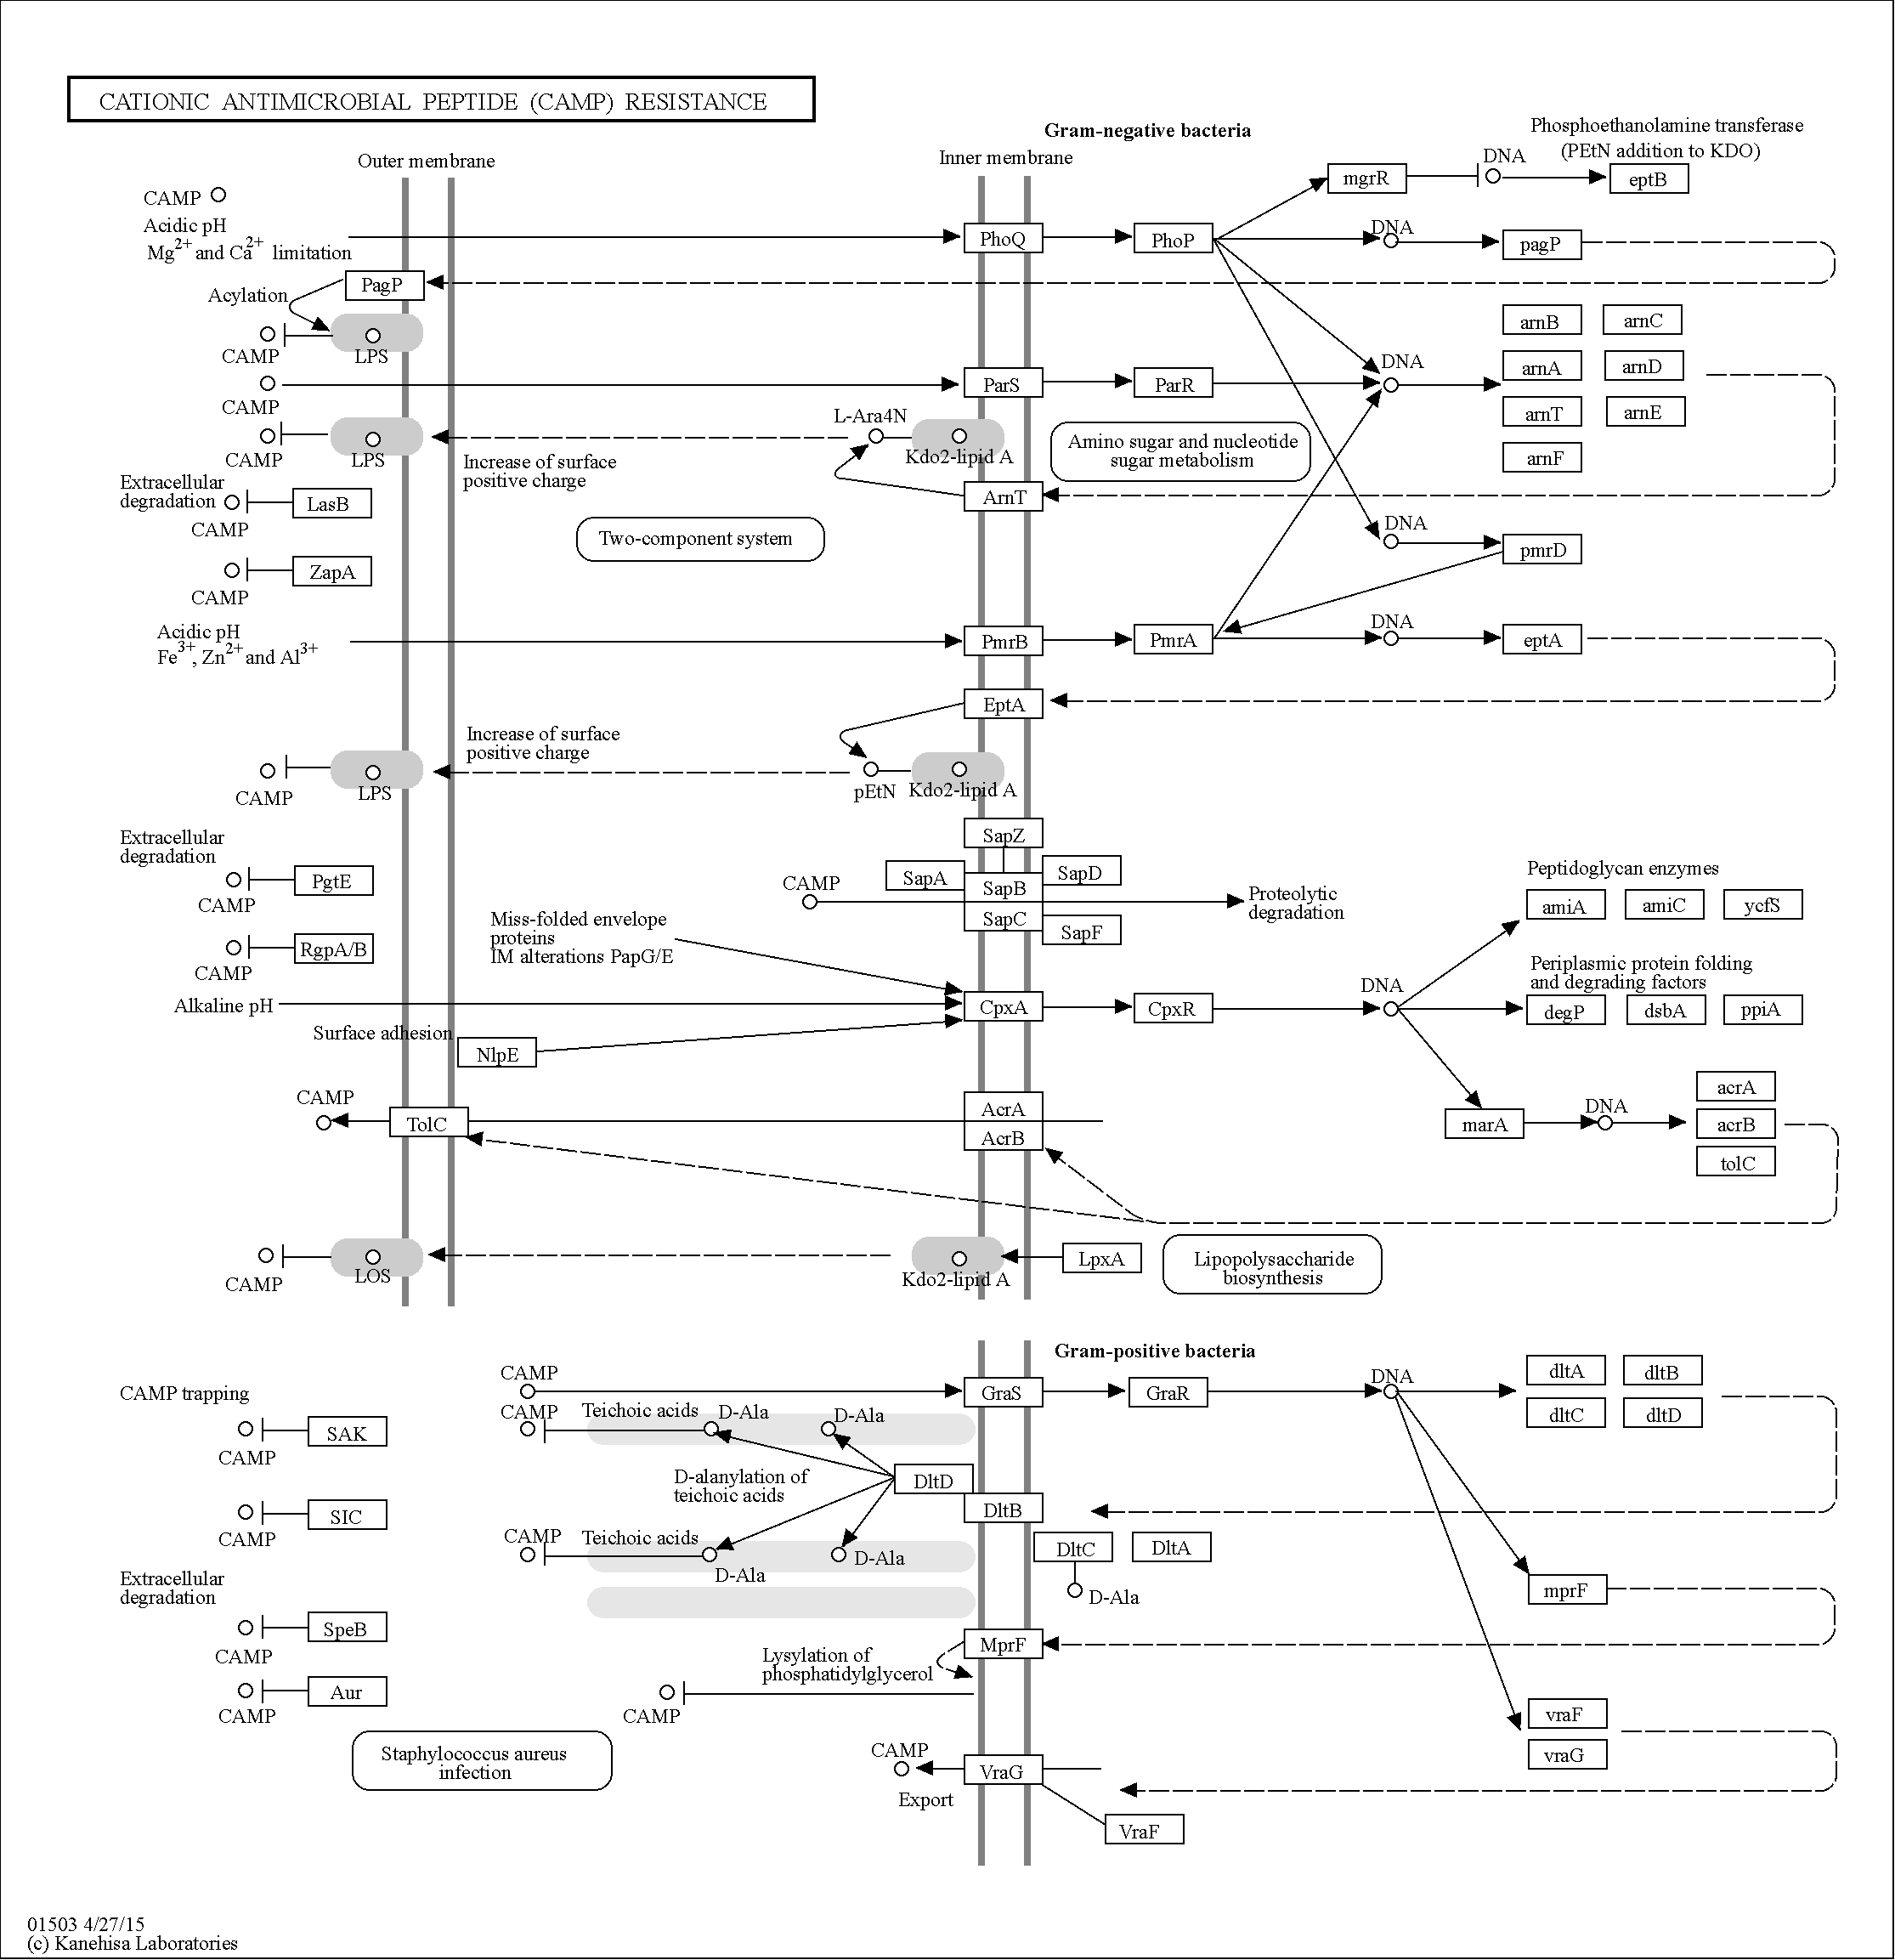 CATIONIC ANTIMICROBIAL PEPTIDE (CAMP) RESISTANCE
Gram-negative bacteria
Phosphoethanolamine transferase
(PEtN addition to KDO)
Outer membrane
Inner membrane
DNA
mgrR
eptB
CAMP
Acidic pH
Mg2+ and Ca2+ limitation
PhoQ
PhoP
DNA
pagP
PagP
Acylation
CAMP
LPS
arnB
arnC
DNA
arnA
arnD
CAMP
ParS
ParR
arnT
arnE
L-Ara4N
CAMP
LPS
Kdo2-lipid A
Amino sugar and nucleotide
sugar metabolism
arnF
Increase of surface
positive charge
Extracellular
degradation
LasB
CAMP
ArnT
Two-component system
DNA
pmrD
ZapA
CAMP
Acidic pH
Fe3+, Zn2+ and Al3+
PmrB
PmrA
DNA
eptA
EptA
Increase of surface
positive charge
CAMP
LPS
pEtN
Kdo2-lipid A
SapZ
Extracellular
degradation
PgtE
CAMP
CAMP
SapA
SapB
SapD
SapC
SapF
Proteolytic
degradation
Peptidoglycan enzymes
amiA
amiC
ycfS
Miss-folded envelope
proteins
IM alterations PapG/E
RgpA/B
CAMP
Periplasmic protein folding
and degrading factors
DNA
degP
dsbA
ppiA
Alkaline pH
CpxA
CpxR
Surface adhesion
NlpE
CAMP
TolC
AcrA
AcrB
marA
DNA
acrA
acrB
tolC
CAMP
LOS
Kdo2-lipid A
LpxA
Lipopolysaccharide
biosynthesis
Gram-positive bacteria
CAMP trapping
CAMP
GraS
GraR
DNA
dltA
dltB
dltC
dltD
CAMP
Teichoic acids
D-Ala
D-Ala
SAK
CAMP
D-alanylation of
teichoic acids
DltD
DltB
SIC
CAMP
CAMP
Teichoic acids
D-Ala
D-Ala
DltC
DltA
D-Ala
Extracellular
degradation
mprF
SpeB
CAMP
MprF
Lysylation of
phosphatidylglycerol
Aur
CAMP
CAMP
vraF
vraG
Staphylococcus aureus
infection
CAMP
VraG
Export
VraF
01503 4/27/15
(c) Kanehisa Laboratories